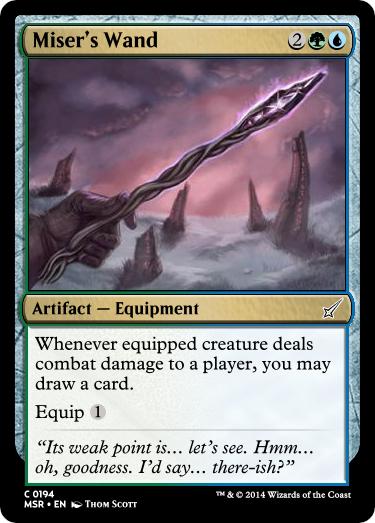 Miser's Wand 2
Artifact — Equipment
Whenever equipped creature deals
combat damage to a player, you may
draw a card.
Equip 1
“Its weak point is… let's see. Hmm…
oh, goodness. I'd say… there-ish?”
C 0194
MSR • EN Thom Scott
™ & © 2014 Wizards of the Coast